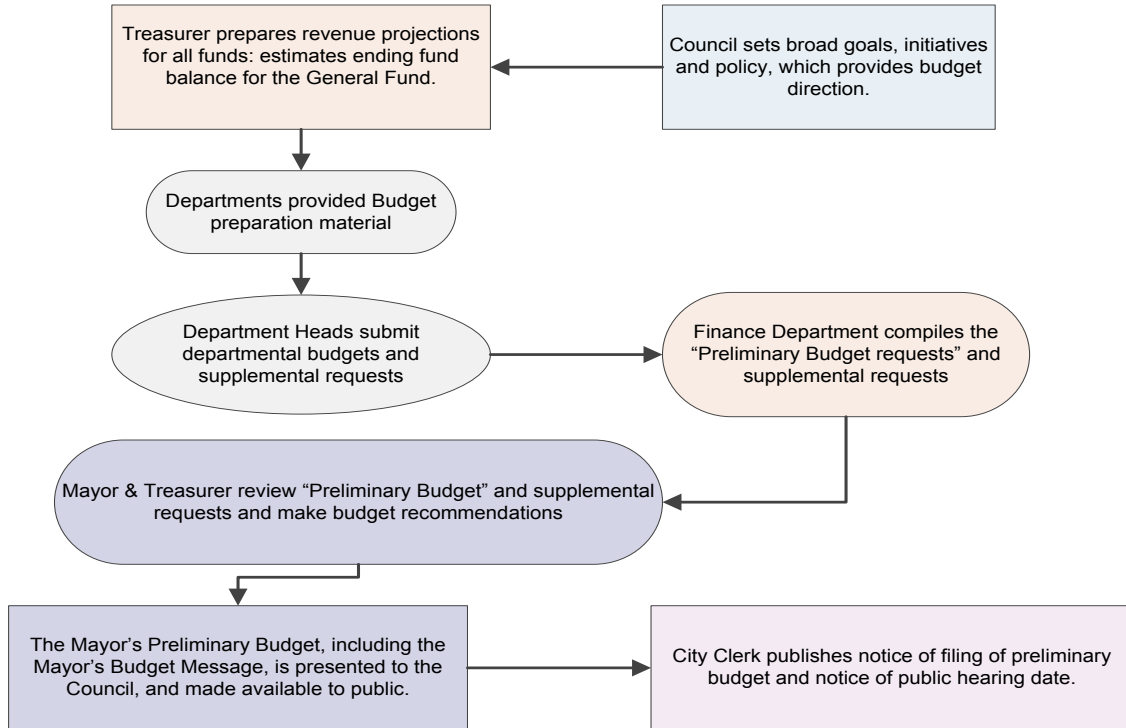 Treasurer prepares revenue projections
for all funds: estimates ending fund
balance for the General Fund.
Council sets broad goals, initiatives
and policy, which provides budget
direction.
Departments provided Budget
preparation material
Department Heads submit
departmental budgets and
supplemental requests
Finance Department compiles the
“Preliminary Budget requests” and
supplemental requests
Mayor & Treasurer review “Preliminary Budget” and supplemental
requests and make budget recommendations
The Mayor’s Preliminary Budget, including the
Mayor’s Budget Message, is presented to the
Council, and made available to public.
City Clerk publishes notice of filing of preliminary
budget and notice of public hearing date.